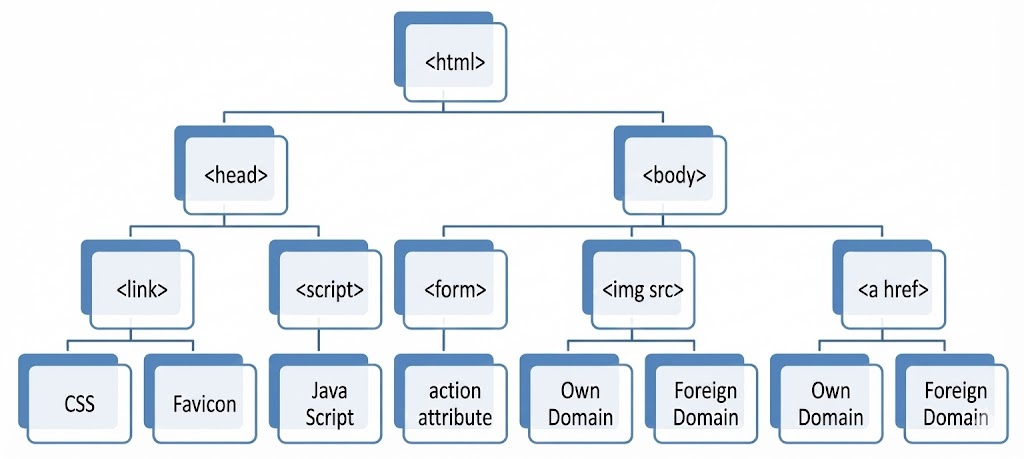 <html>
<head>
<body>
<link>
<script>
<form>
<img src>
<a href>
CSS
Favicon
Java
Script
action
attribute
Own
Domain
Foreign
Domain
Own
Domain
Foreign
Domain